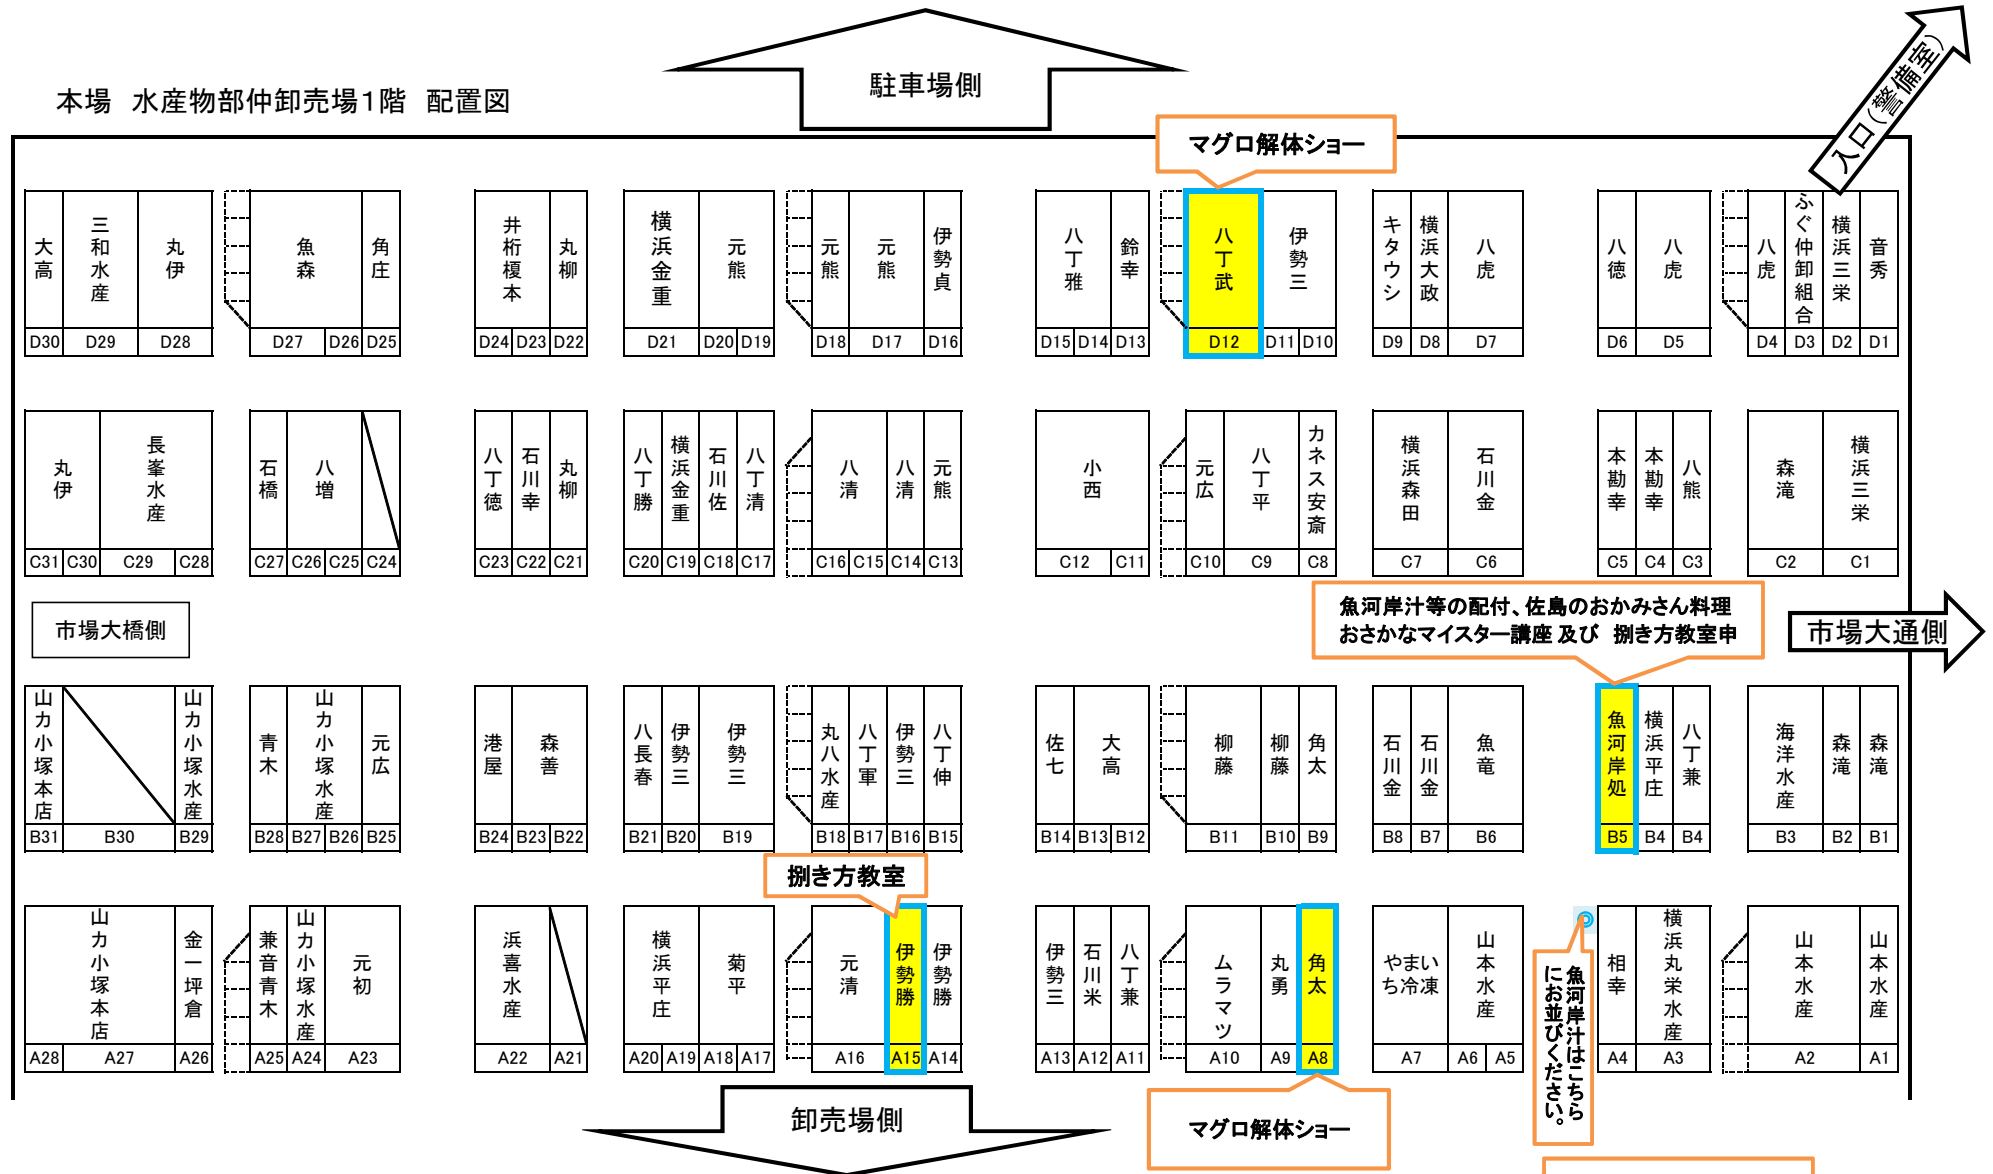 本場　水産物部仲卸売場１階　配置図
駐車場側
入口（警備室）
マグロ解体ショー
大高
三和水産
丸伊
魚森
角庄
井桁榎本
丸柳
横浜金重
元熊
元熊
元熊
伊勢貞
八丁雅
鈴幸
八丁武
伊勢三
キタウシ
横浜大政
八虎
八徳
八虎
八虎
ふぐ仲卸組合
横浜三栄
音秀
D30 D29 D28 D27 D26 D25 D24 D23 D22 D21 D20 D19 D18 D17 D16 D15 D14 D13 D12 D11 D10 D9 D8 D7 D6 D5 D4 D3 D2 D1
丸伊
長峯水産
石橋
八増
八丁徳
石川幸
丸柳
八丁勝
横浜金重
石川佐
八丁清
八清
八清
元熊
小西
元広
八丁平
カネス安斎
横浜森田
石川金
本勘幸
本勘幸
八熊
森滝
横浜三栄
C31 C30 C29 C28 C27 C26 C25 C24 C23 C22 C21 C20 C19 C18 C17 C16 C15 C14 C13 C12 C11 C10 C9 C8 C7 C6 C5 C4 C3 C2 C1
市場大橋側
魚河岸汁等の配付、佐島のおかみさん料理
おさかなマイスター講座 及び　捌き方教室申
市場大通側
山カ小塚本店
山カ小塚水産
青木
山カ小塚水産
元広
港屋
森善
八長春
伊勢三
伊勢三
丸八水産
八丁軍
伊勢三
八丁伸
佐七
大高
柳藤
柳藤
角太
石川金
石川金
魚竜
魚河岸処
横浜平庄
八丁兼
海洋水産
森滝
森滝
B31 B30 B29 B28 B27 B26 B25 B24 B23 B22 B21 B20 B19 B18 B17 B16 B15 B14 B13 B12 B11 B10 B9 B8 B7 B6 B5 B4 B4 B3 B2 B1
捌き方教室
山カ小塚本店
金一坪倉
兼音青木
山カ小塚水産
元初
浜喜水産
横浜平庄
菊平
元清
伊勢勝
伊勢勝
伊勢三
石川米
八丁兼
ムラマツ
丸勇
角太
やまい
ち冷凍
山本水産
◎
魚河岸汁はこちら
にお並びください。
相幸
横浜丸栄水産
山本水産
山本水産
A28 A27 A26 A25 A24 A23 A22 A21 A20 A19 A18 A17 A16 A15 A14 A13 A12 A11 A10 A9 A8 A7 A6 A5 A4 A3 A2 A1
卸売場側
マグロ解体ショー